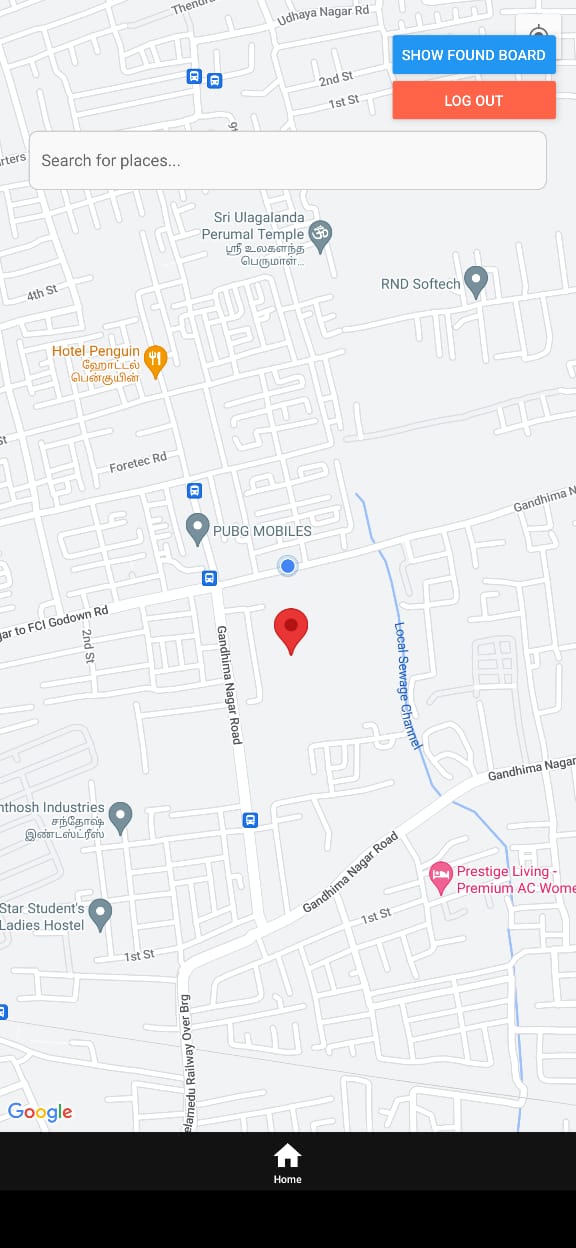 Udhaya Nagar Rd
SHOW FOUND BOARD
2nd St
1st St
LOG OUT
Search for places...
Sri Ulagalanda
Perumal Temple
ஸ்ரீ உலகளந்த
பெருமாள்...
RND Softech
4th St
Hotel Penguin
ஹோட்டல்
பென்குயின்
Foretec Rd
Gandhima N
PUBG MOBILES
gar to FCI Godown Rd
2nd St
Gandhima Nagar Road
Local Sewage Channel
Gandhima Nagar
nthosh Industries
சந்தோஷ்
இண்டஸ்ட்ரீஸ்
Gandhima Nagar Road
Prestige Living -
Premium AC Wome
Star Student's
Ladies Hostel
1st St
1st St
elamedu Railway Over Brg
Google
Home